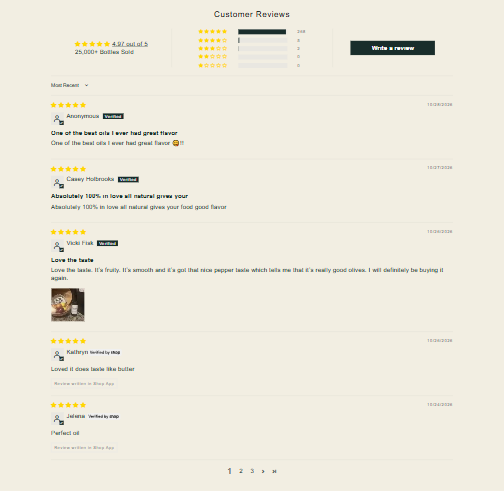 Customer Reviews
4.97 out of 5
25,000+ Bottles Sold
Write a review
Most Recent
Anonymous Verified
One of the best oils I ever had great flavor
One of the best oils I ever had great flavor 😋!!
Casey Holbrooks Verified
Absolutely 100% in love all natural gives your
Absolutely 100% in love all natural gives your food good flavor
Vicki Fisk Verified
Love the taste
Love the taste. It's fruity. It's smooth and it's got that nice pepper taste which tells me that it's really good olives. I will definitely be buying it
again.
Kathryn Verified by shop
Loved it does taste like butter
Review written in Shop App
Verified by shop
Perfect oil
Review written in Shop App
1 2 3